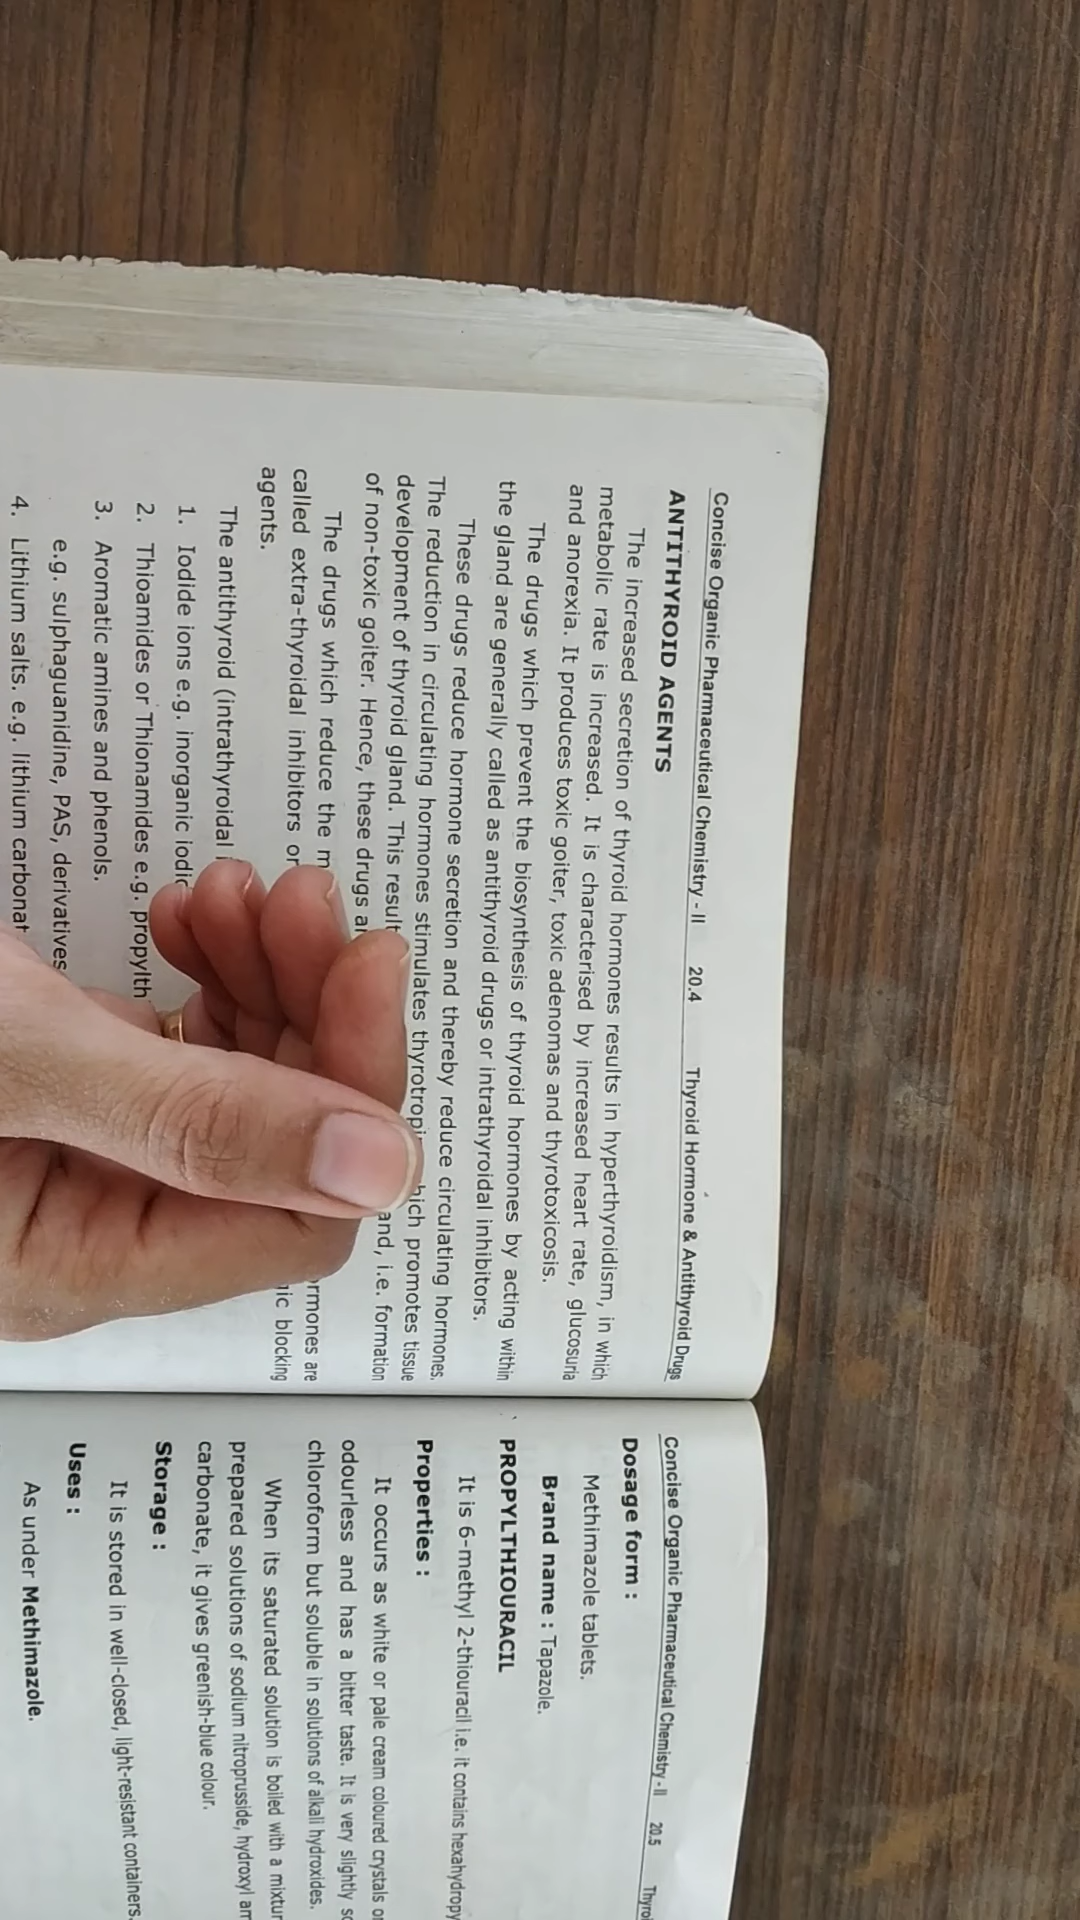 Concise Organic Pharmaceutical Chemistry - II 20.4 Thyroid Hormone & Antithyroid Drugs
ANTITHYROID AGENTS
The increased secretion of thyroid hormones results in hyperthyroidism, in which
metabolic rate is increased. It is characterised by increased heart rate, glucosuria
and anorexia. It produces toxic goiter, toxic adenomas and thyrotoxicosis.
The drugs which prevent the biosynthesis of thyroid hormones by acting within
the gland are generally called as antithyroid drugs or intrathyroidal inhibitors.
These drugs reduce hormone secretion and thereby reduce circulating hormones.
The reduction in circulating hormones stimulates promotes tissue
development of thyroid gland. This i.e. formation
of non-toxic goiter. Hence, these drugs
The drugs which reduce the are
called extra-thyroidal inhibitors or blocking
agents.
The antithyroid (intrathyroidal
1. Iodide ions e.g. inorganic
2. Thioamides or Thionamides e.g.
3. Aromatic amines and phenols.
e.g. sulphaguanidine, PAS, derivatives
4. Lithium salts. e.g. lithium
Concise Organic Pharmaceutical Chemistry - II 20.5
Dosage form :
Methimazole tablets.
Brand name : Tapazole.
PROPYLTHIOURACIL
It is 6-methyl 2-thiouracil i.e. it contains
Properties :
It occurs as white or pale cream coloured crystals
odourless and has a bitter taste. It is very slightly
chloroform but soluble in solutions of alkali hydroxides.
When its saturated solution is boiled with a
prepared solutions of sodium nitroprusside, hydroxyl
carbonate, it gives greenish-blue colour.
Storage :
It is stored in well-closed, light-resistant containers.
Uses :
As under Methimazole.